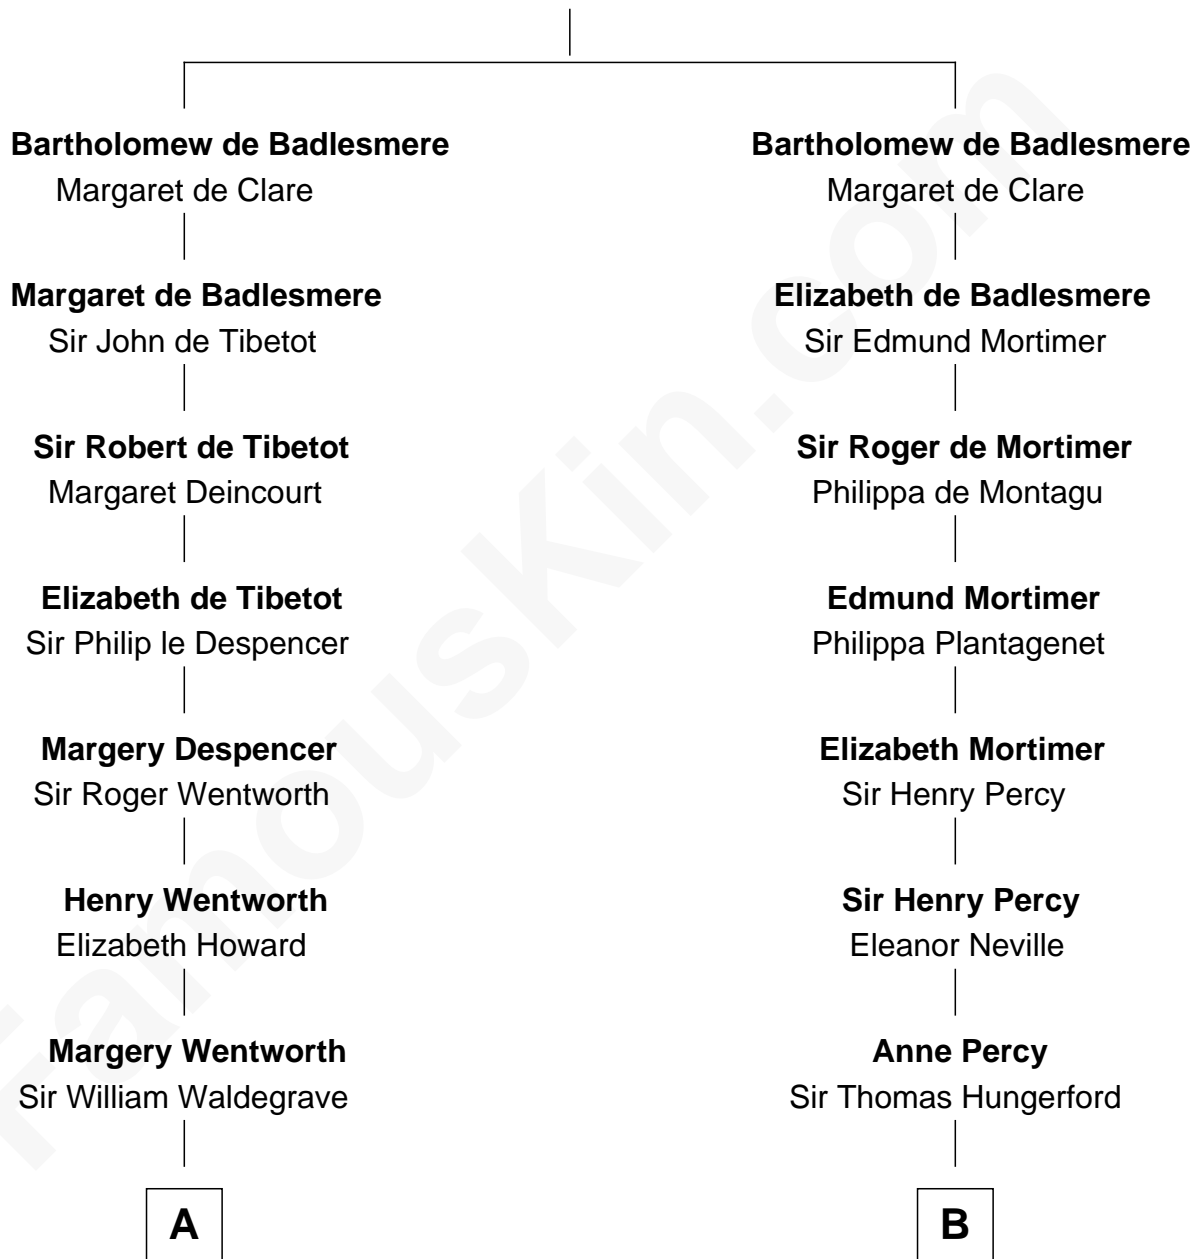 Bartholomew de Badlesmere
Margaret de Clare
Margaret de Badlesmere
Sir John de Tibetot
Sir Robert de Tibetot
Margaret Deincourt
Elizabeth de Tibetot
Sir Philip le Despencer
Margery Despencer
Sir Roger Wentworth
Henry Wentworth
Elizabeth Howard
Margery Wentworth
Sir William Waldegrave
A
Bartholomew de Badlesmere
Margaret de Clare
Elizabeth de Badlesmere
Sir Edmund Mortimer
Sir Roger de Mortimer
Philippa de Montagu
Edmund Mortimer
Philippa Plantagenet
Elizabeth Mortimer
Sir Henry Percy
Sir Henry Percy
Eleanor Neville
Anne Percy
Sir Thomas Hungerford
B
FamousKin.com